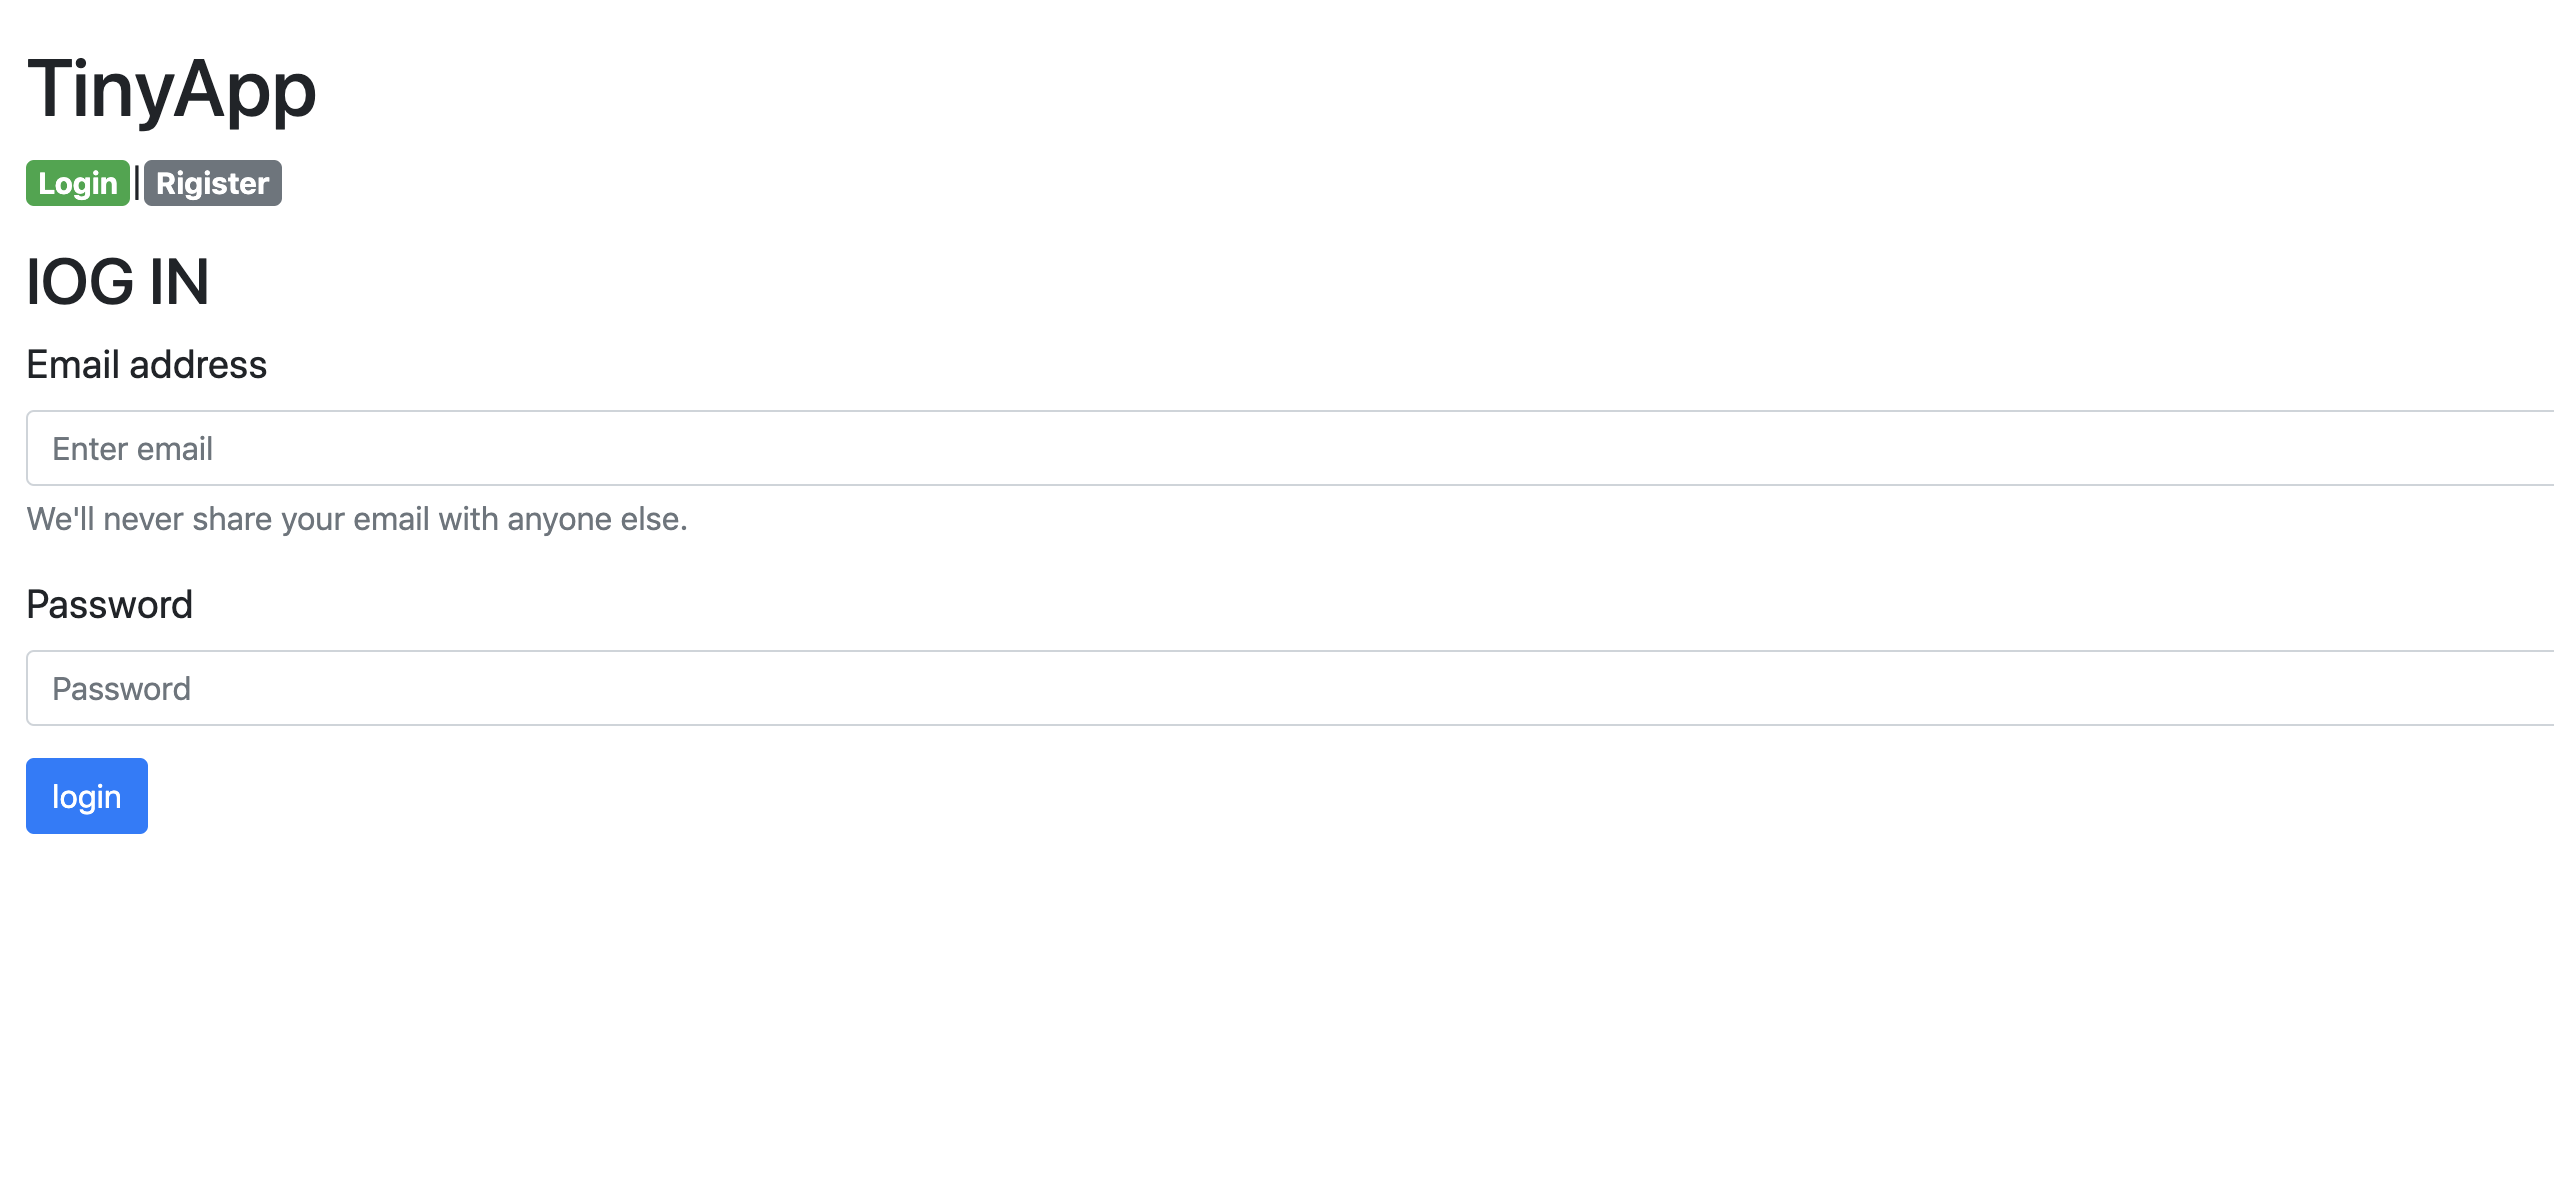 TinyApp
Login | Rigister
lOG IN
Email address
Enter email
We'll never share your email with anyone else.
Password
Password
login